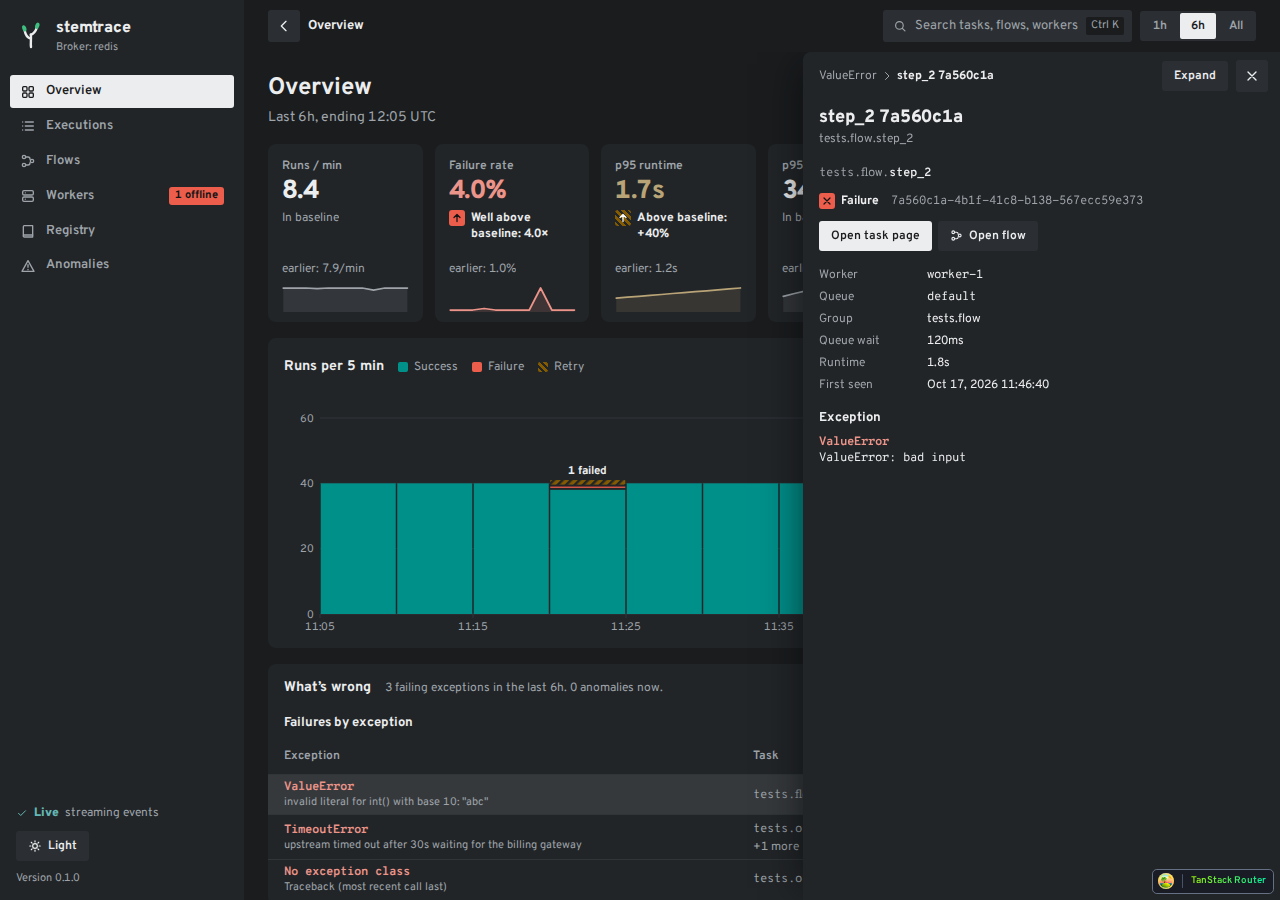 stemtrace
Broker: redis
Overview
Executions
Flows
Workers
1 offline
Registry
Anomalies
Live streaming events
Light
Version 0.1.0
Overview
Search tasks, flows, workers
Ctrl K
1h
6h
All
Overview
Last 6h, ending 12:05 UTC
Runs / min
8.4
In baseline
earlier: 7.9/min
Failure rate
4.0%
Well above
baseline: 4.0×
earlier: 1.0%
p95 runtime
1.7s
Above baseline:
+40%
earlier: 1.2s
p95
34
In b
earl
Runs per 5 min
Success
Failure
Retry
60
40
20
0
1 failed
11:05
11:15
11:25
11:35
What's wrong
3 failing exceptions in the last 6h. 0 anomalies now.
Failures by exception
Exception
Task
ValueError
invalid literal for int() with base 10: "abc"
tests.fl
TimeoutError
upstream timed out after 30s waiting for the billing gateway
tests.o
+1 more
No exception class
Traceback (most recent call last)
tests.o
ValueError
step_2 7a560c1a
Expand
step_2 7a560c1a
tests.flow.step_2
tests.flow.step_2
Failure
7a560c1a-4b1f-41c8-b138-567ecc59e373
Open task page
Open flow
Worker
worker-1
Queue
default
Group
tests.flow
Queue wait
120ms
Runtime
1.8s
First seen
Oct 17, 2026 11:46:40
Exception
ValueError
ValueError: bad input
TanStack Router